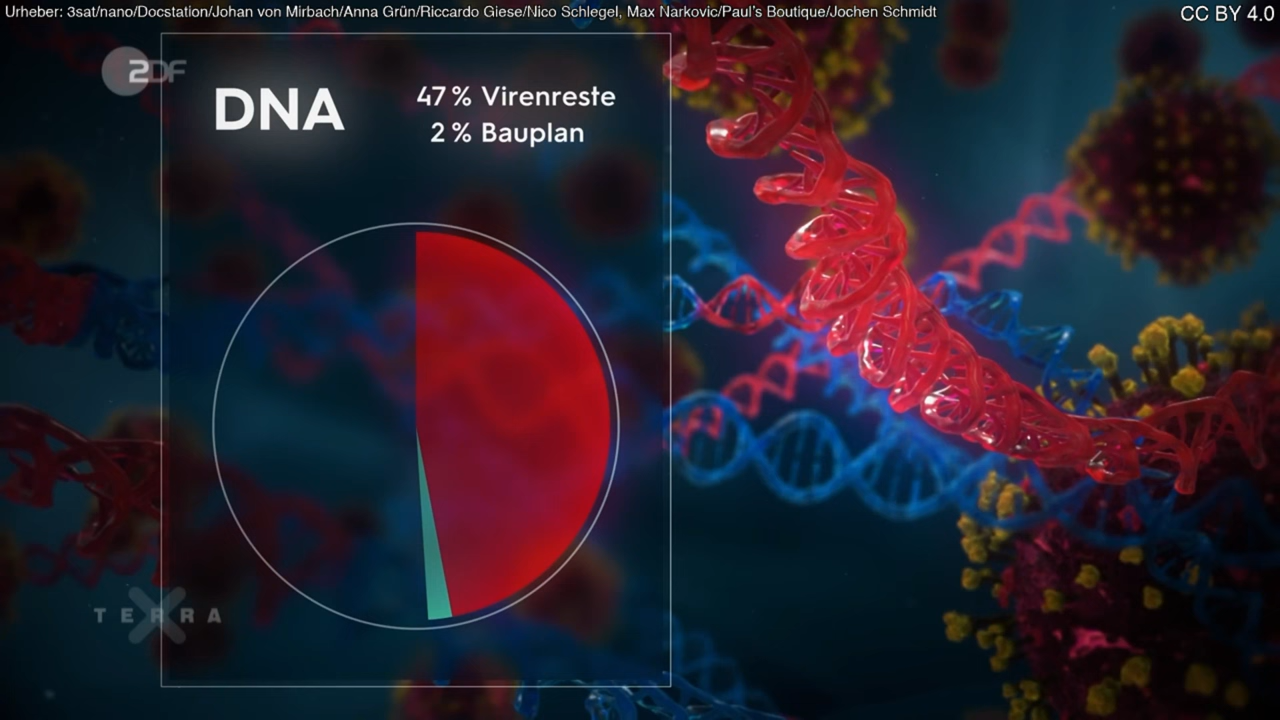 Urheber: 3sat/nano/Docstation/Johan von Mirbach/Anna Grün/Riccardo Giese/Nico Schlegel, Max Narkovic/Paul's Boutique/Jochen Schmidt
CC BY 4.0
2DF
DNA
47 % Virenreste
2 % Bauplan
TERRA X